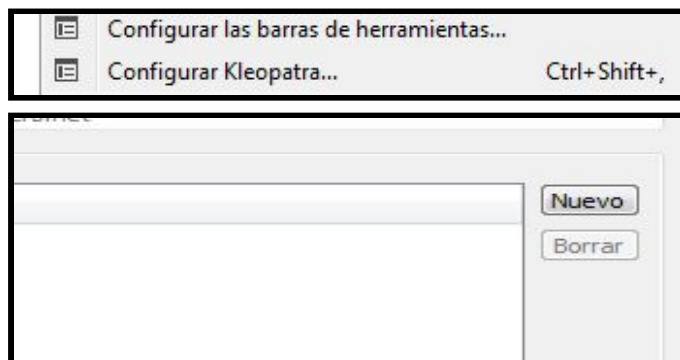 Configurar las barras de herramientas...
Configurar Kleopatra... Ctrl+Shift+,
Nuevo
Borrar